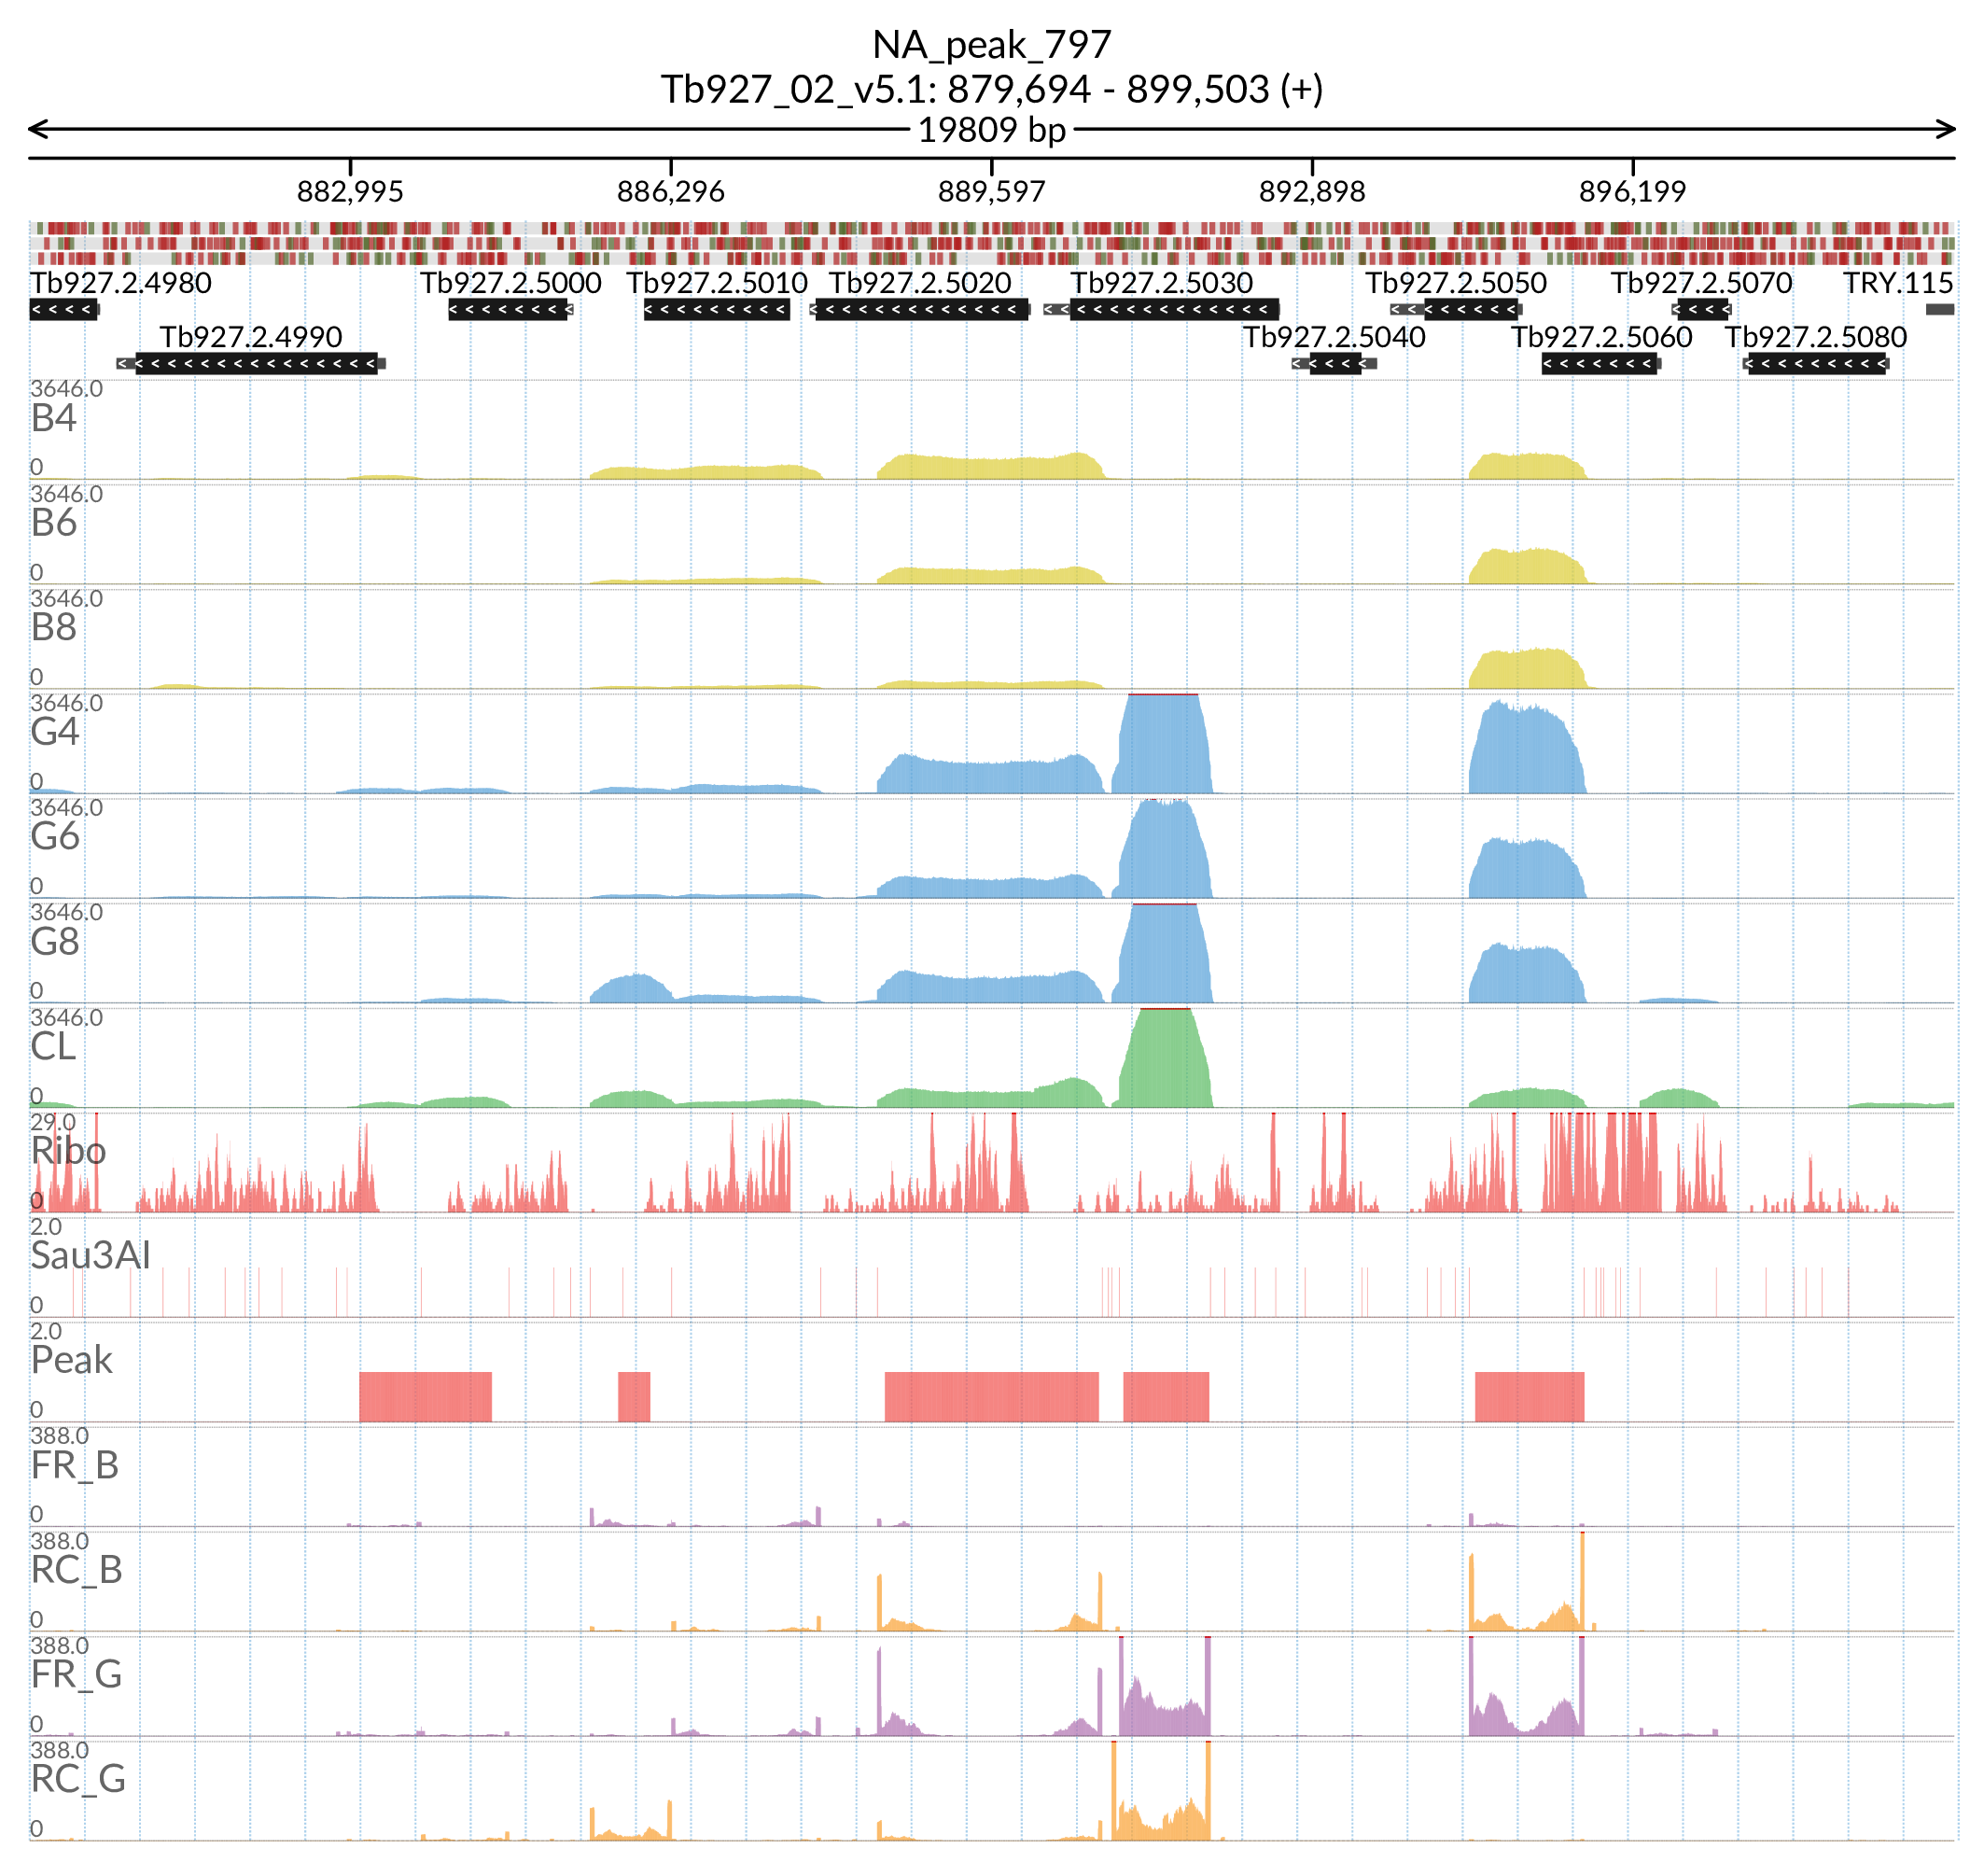 NA_peak_797
Tb927_02_v5.1: 879,694 - 899,503 (+)
19809 bp
882,995 886,296 889,597 892,898 896,199
Tb927.2.4980 Tb927.2.5000 Tb927.2.5010 Tb927.2.5020 Tb927.2.5030 Tb927.2.5050 Tb927.2.5070 TRY.115
Tb927.2.4990 Tb927.2.5040 Tb927.2.5060 Tb927.2.5080
3646.0
B4
0
3646.0
B6
0
3646.0
B8
0
3646.0
G4
0
3646.0
G6
0
3646.0
G8
0
3646.0
CL
0
29.0
Ribo
0
2.0
Sau3AI
0
2.0
Peak
0
388.0
FR_B
0
388.0
RC_B
0
388.0
FR_G
0
388.0
RC_G
0